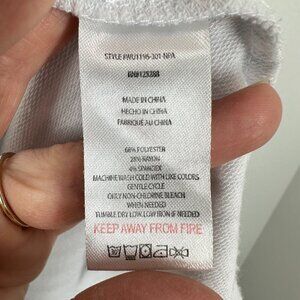 STYLE #WU1196-301-NPA
RN#125288
MADE IN CHINA
HECHO EN CHINA
FABRIQUÉ AU CHINA
68% POLYESTER
28% RAYON
4% SPANDEX
MACHINE WASH COLD WITH LIKE COLORS
GENTLE CYCLE
ONLY NON-CHLORINE BLEACH
WHEN NEEDED
TUMBLE DRY LOW, LOW IRON IF NEEDED
KEEP AWAY FROM FIRE